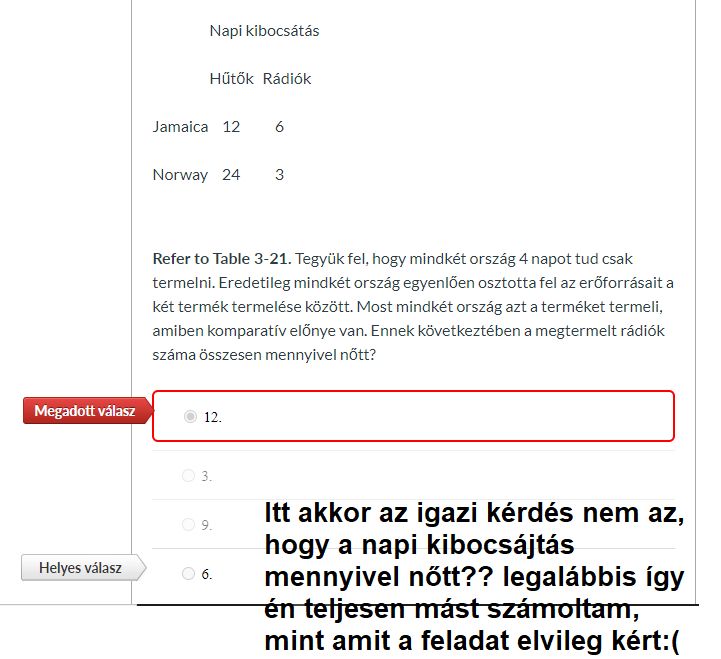 Napi kibocsátás
Hűtők Rádiók
Jamaica 12 6
Norway 24 3
Refer to Table 3-21. Tegyük fel, hogy mindkét ország 4 napot tud csak
termelni. Eredetileg mindkét ország egyenlően osztotta fel az erőforrásait a
két termék termelése között. Most mindkét ország azt a terméket termeli,
amiben komparatív előnye van. Ennek következtében a megtermelt rádiók
száma összesen mennyivel nőtt?
Megadott válasz 12.
3.
9.
Helyes válasz 6.
Itt akkor az igazi kérdés nem az,
hogy a napi kibocsájtás
mennyivel nőtt?? legalábbis így
én teljesen mást számoltam,
mint amit a feladat elvileg kért:(